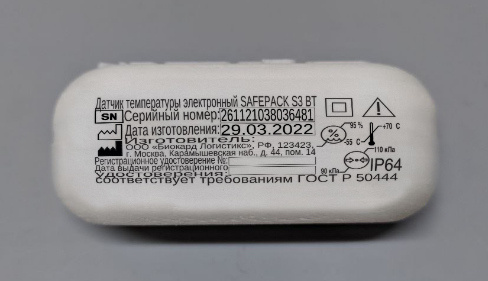 Датчик температуры электронный SAFEPACK S3 BT
SN Серийный номер: 261121038036481
Дата изготовления: 29.03.2022
Изготовитель:
ООО «Биокард Логистикс», РФ, 123423,
г. Москва, Карамышевская наб., д. 44, пом. 14
Регистрационное удостоверение №
Дата выдачи регистрационного
Удостоверения:
соответствует требованиям ГОСТ Р 50444
95 %
+70 C
-55 C
110 кПа
90 кПа
IP64